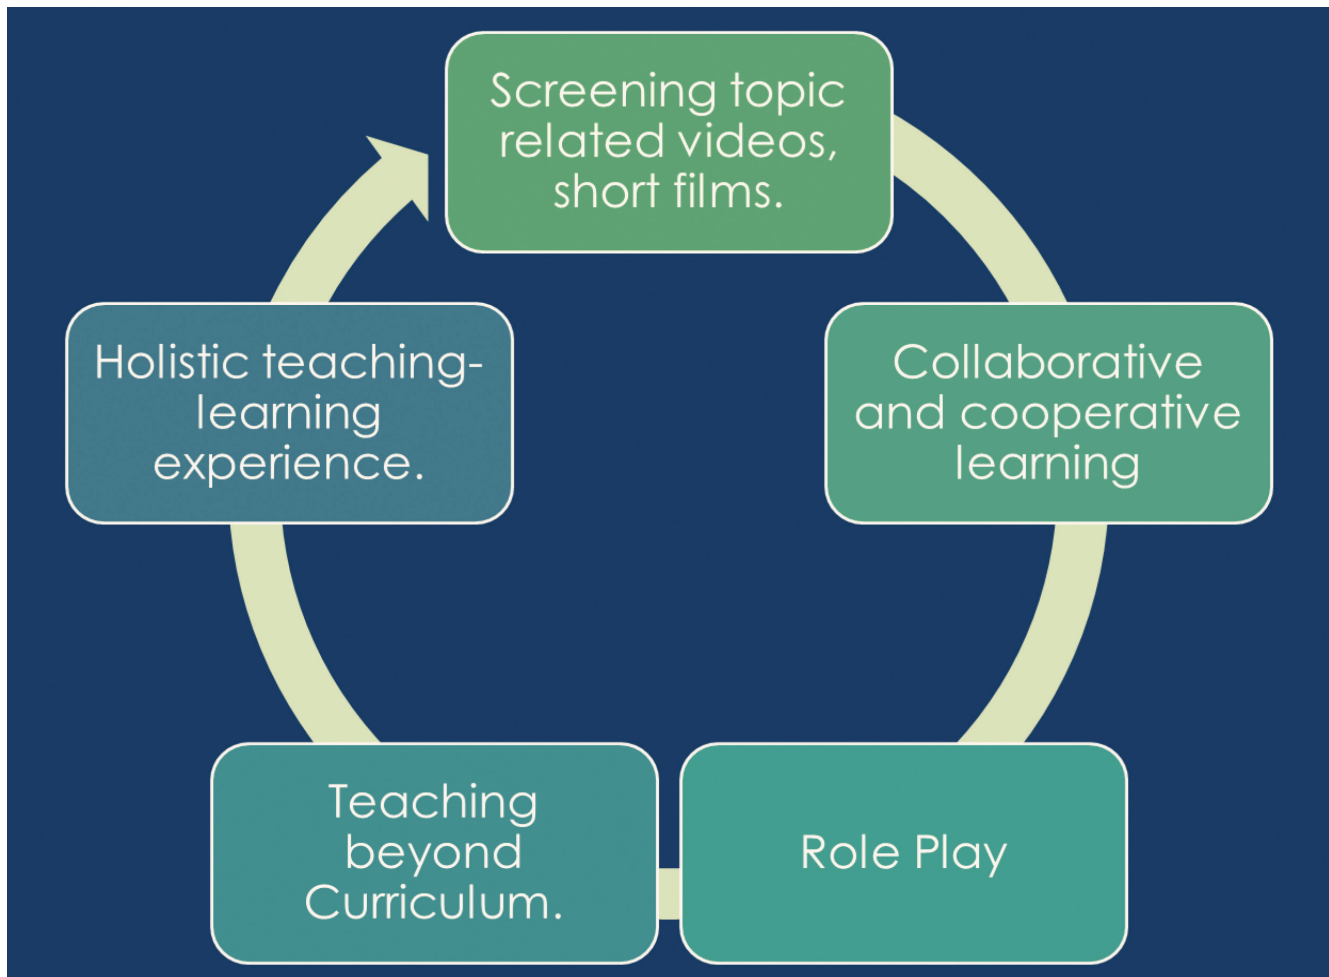 Screening topic
related videos,
short films.
Collaborative
and cooperative
learning
Role Play
Teaching
beyond
Curriculum.
Holistic teaching-
learning
experience.